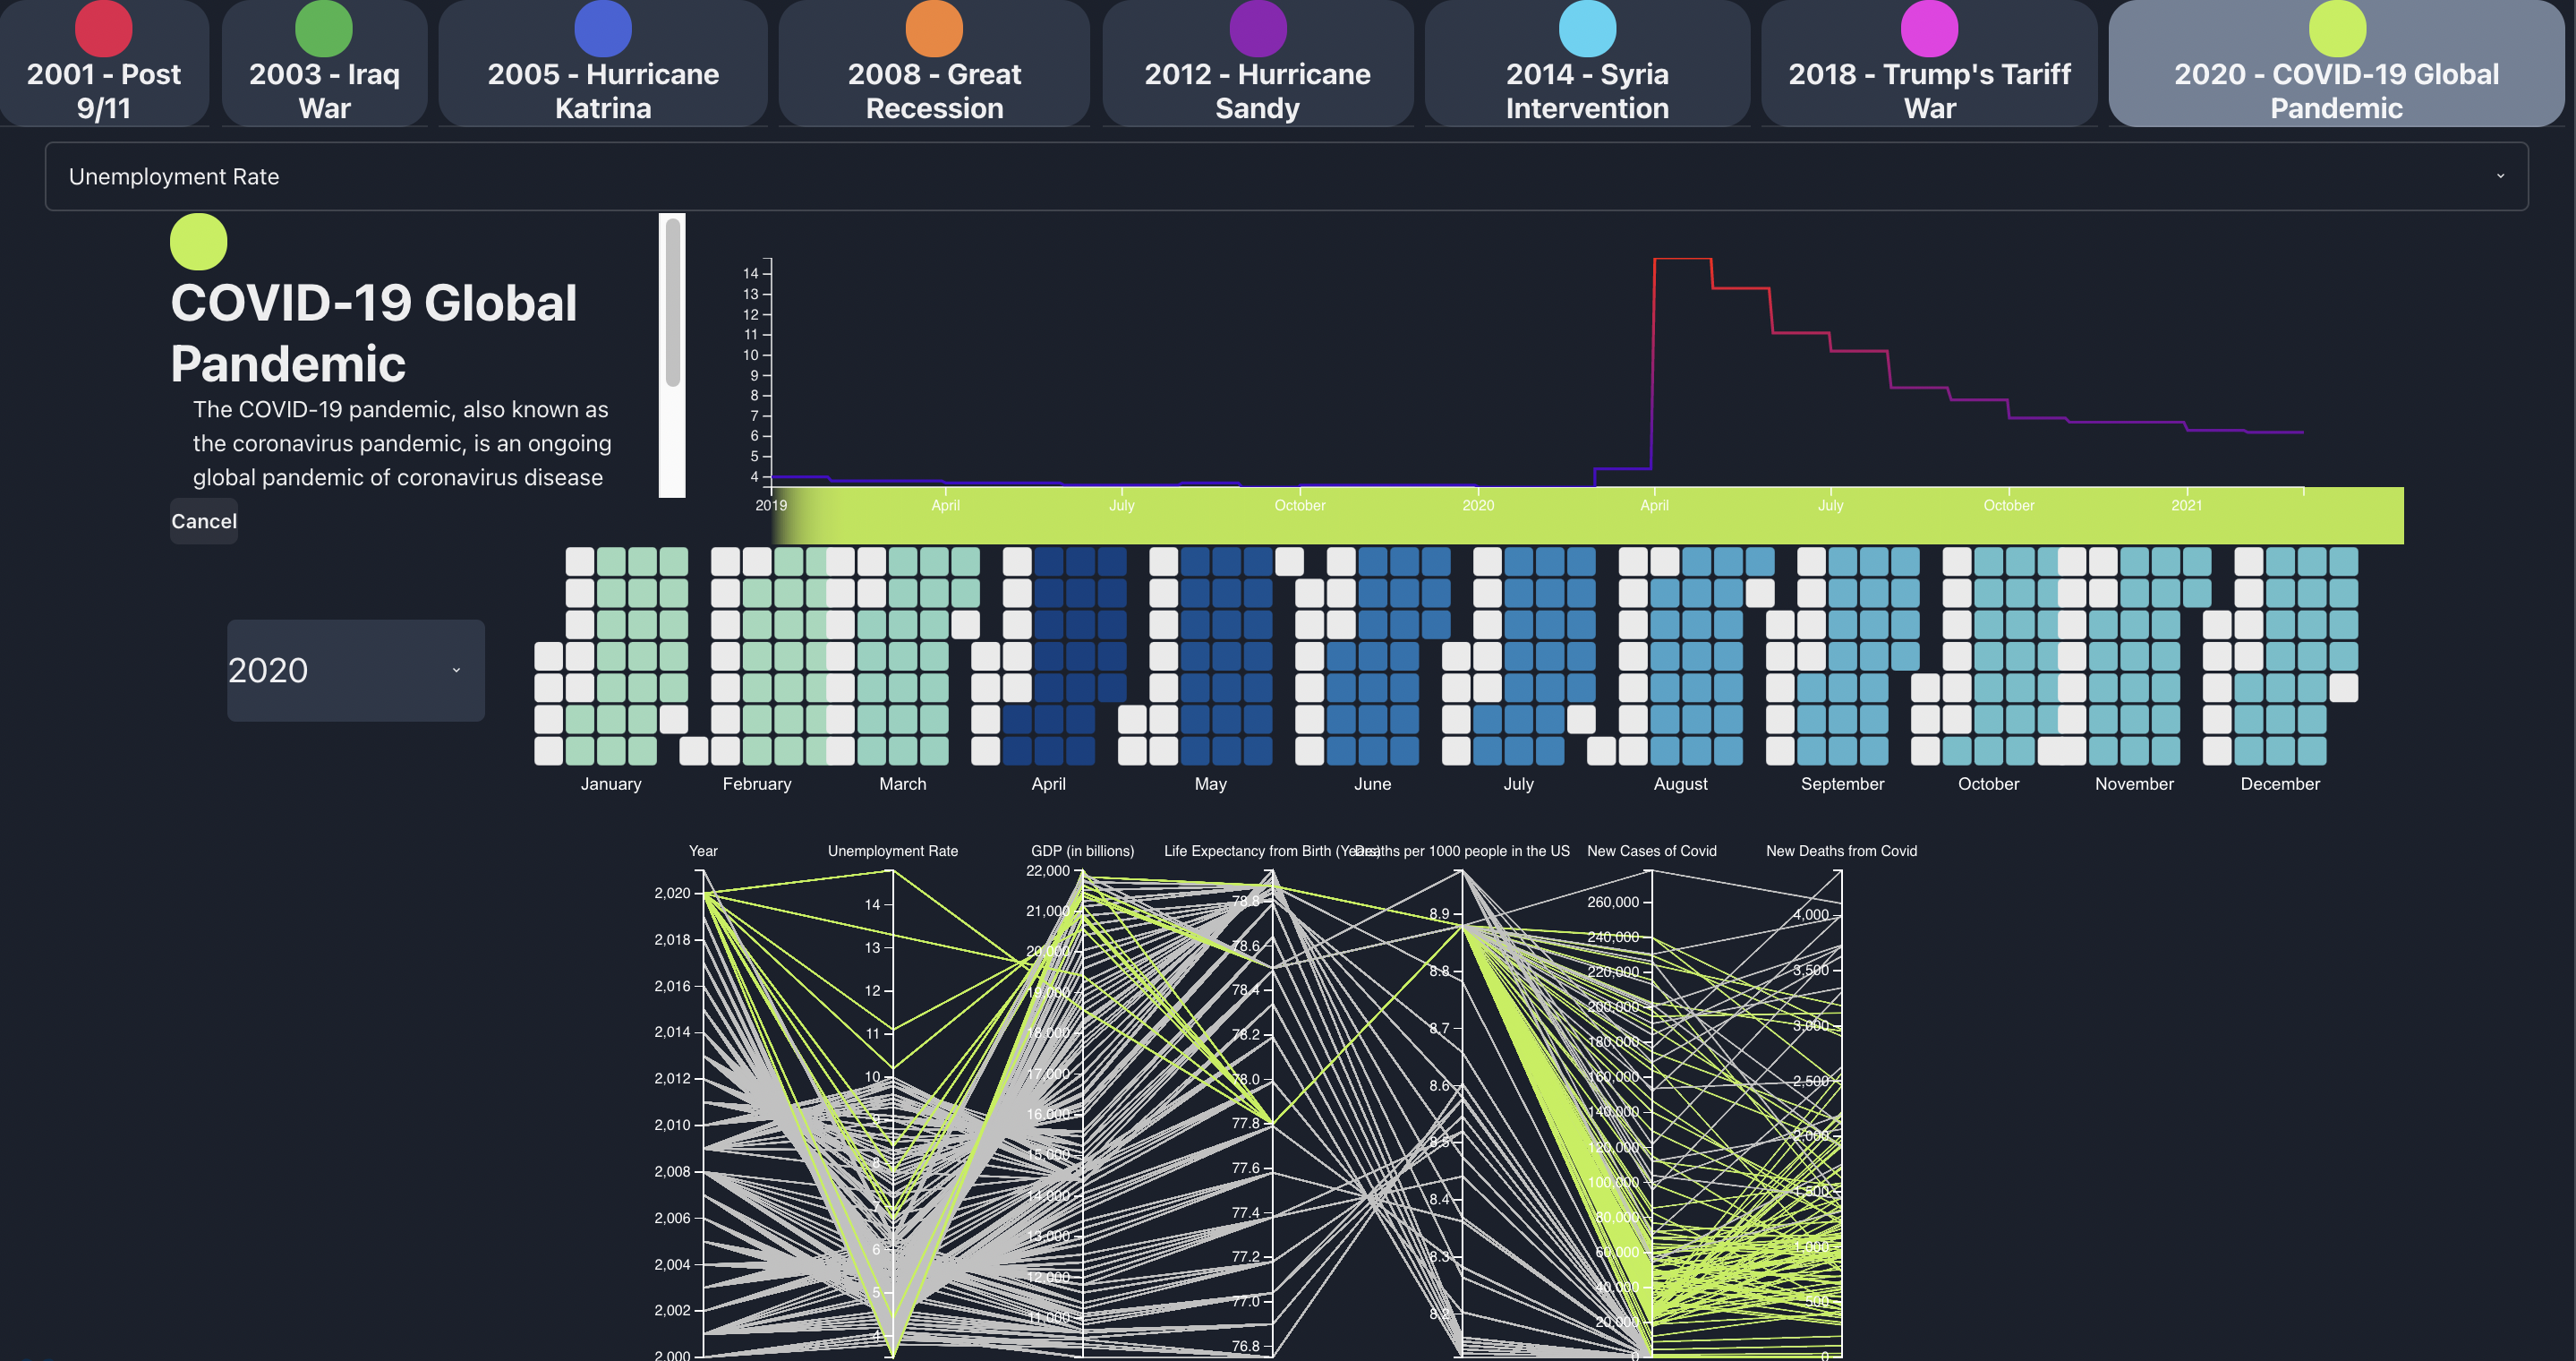 2001 - Post
9/11
2003 - Iraq
War
2005 - Hurricane
Katrina
2008 - Great
Recession
2012 - Hurricane
Sandy
2014 - Syria
Intervention
2018 - Trump's Tariff
War
2020 - COVID-19 Global
Pandemic
Unemployment Rate
COVID-19 Global
Pandemic
The COVID-19 pandemic, also known as
the coronavirus pandemic, is an ongoing
global pandemic of coronavirus disease
Cancel
14
13
12
11
10
9
8
7
6
5
4
2019
April
July
October
2020
April
July
October
2021
2020
January
February
March
April
May
June
July
August
September
October
November
December
Year
2,020
2,018
2,016
2,014
2,012
2,010
2,008
2,006
2,004
2,002
2,000
Unemployment Rate
14
13
12
11
10
9
8
7
6
5
4
GDP (in billions)
22,000
21,000
20,000
19,000
18,000
17,000
16,000
15,000
14,000
13,000
12,000
11,000
Life Expectancy from Birth (Years)
78.8
78.6
78.4
78.2
78.0
77.8
77.6
77.4
77.2
77.0
76.8
Deaths per 1000 people in the US
8.9
8.8
8.7
8.6
8.5
8.4
8.3
8.2
New Cases of Covid
260,000
240,000
220,000
200,000
180,000
160,000
140,000
120,000
100,000
80,000
60,000
40,000
20,000
0
New Deaths from Covid
4,000
3,500
3,000
2,500
2,000
1,500
1,000
500
0